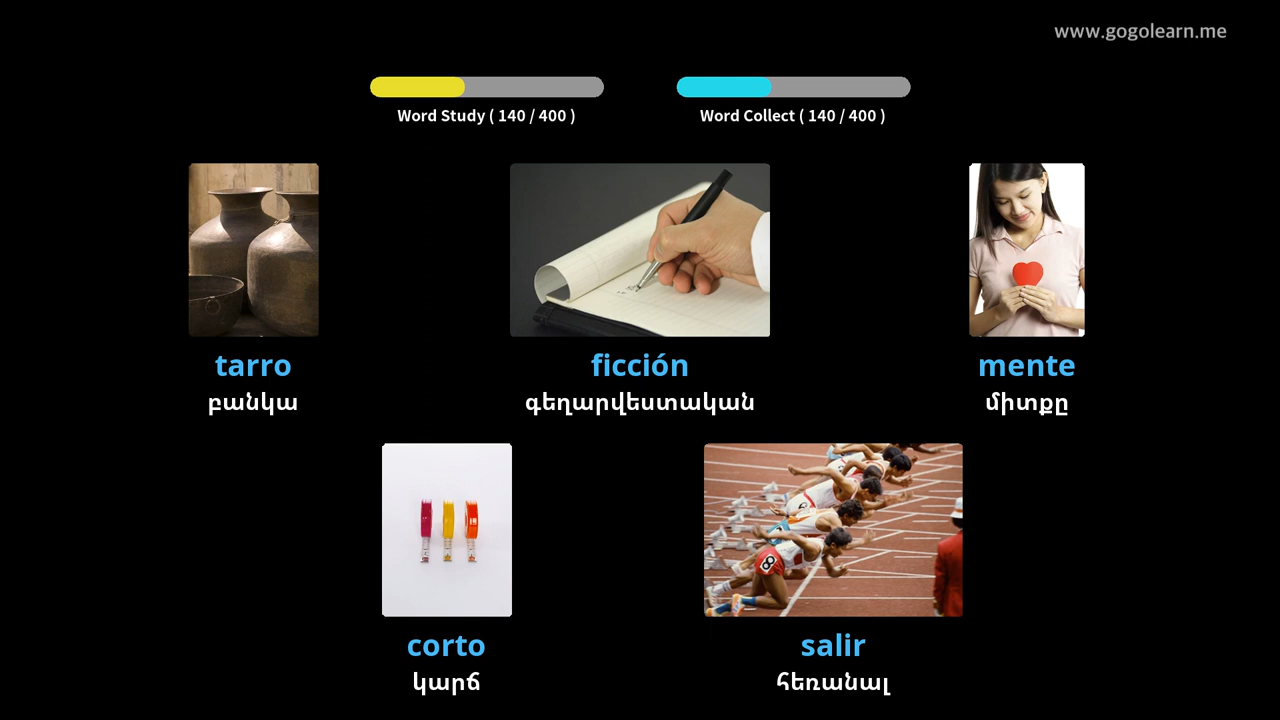 www.gogolearn.me
Word Study ( 140 / 400 )
Word Collect ( 140 / 400 )
tarro
բանկա
ficción
գեղարվեստական
mente
միտքը
corto
կարճ
salir
հեռանալ